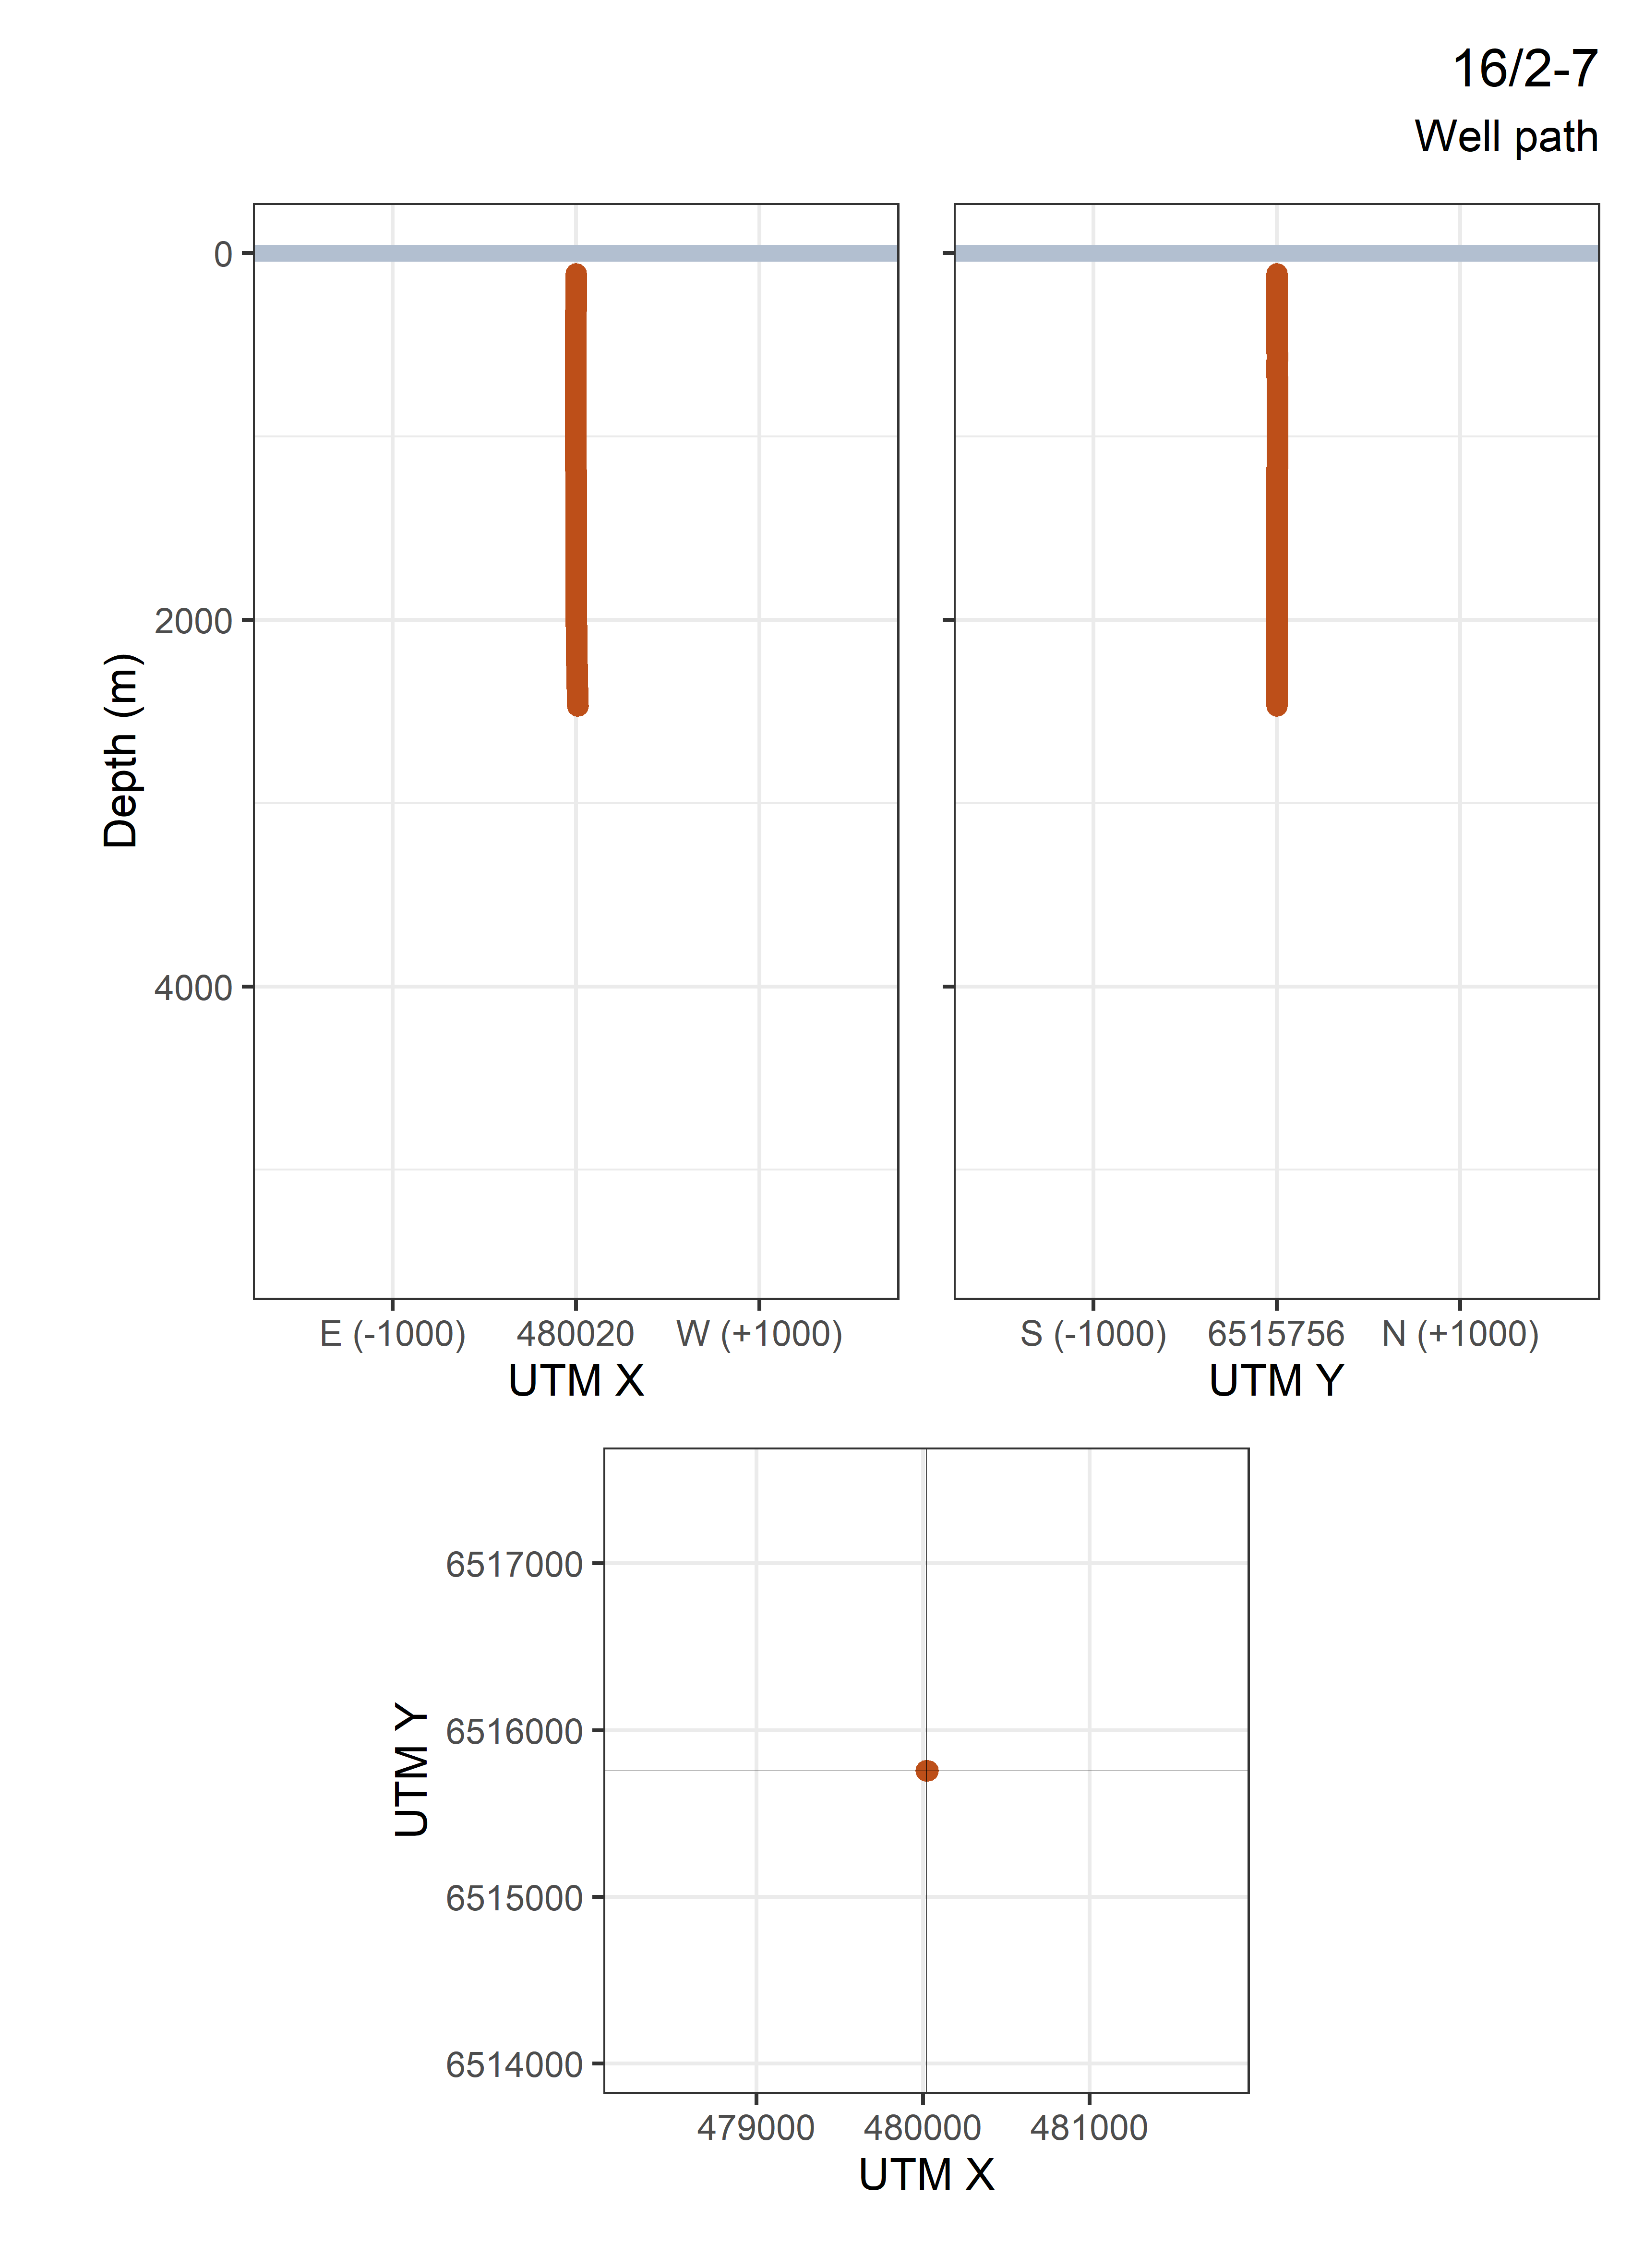 16/2-7
Well path
0
2000
4000
Depth (m)
E (-1000) 480020 W (+1000)
UTM X
S (-1000) 6515756 N (+1000)
UTM Y
6517000
6516000
6515000
6514000
UTM Y
479000 480000 481000
UTM X